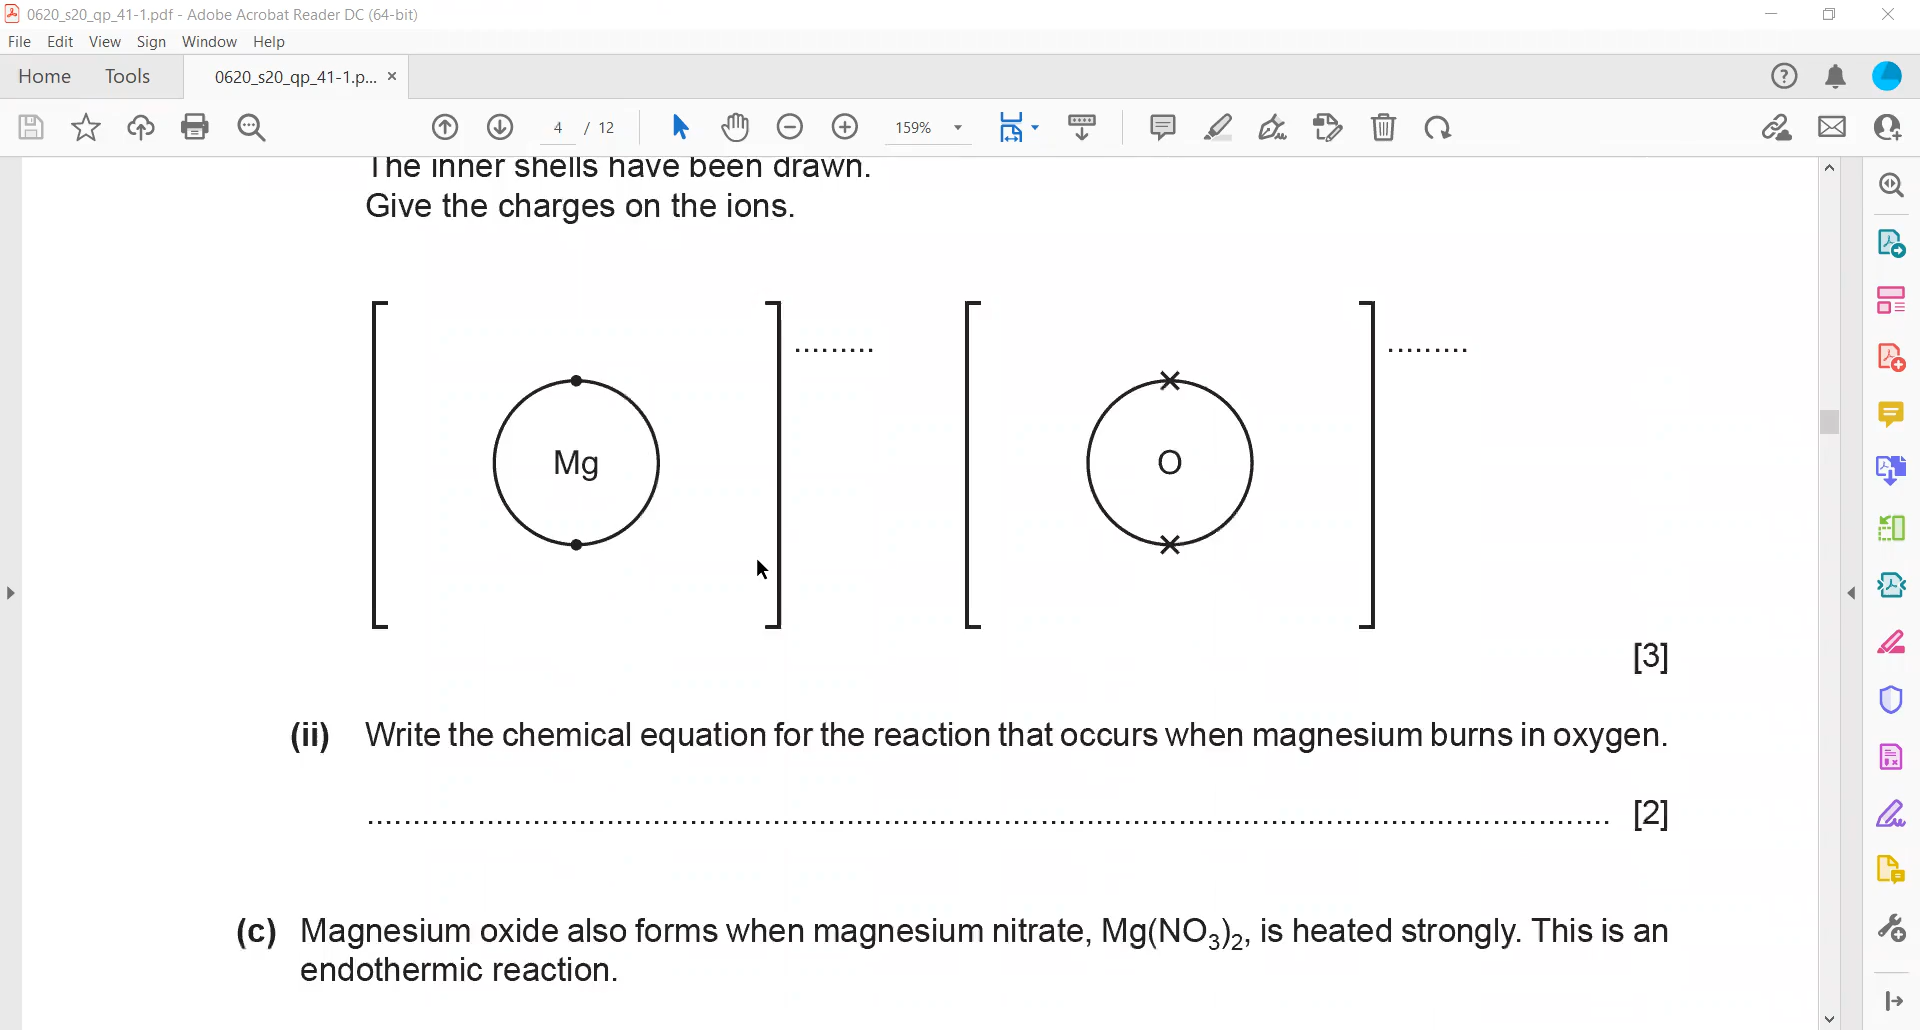 0620_s20_qp_41-1.pdf - Adobe Acrobat Reader DC (64-bit)
File Edit View Sign Window Help
Home Tools 0620_s20_qp_41-1.p... ×
4 / 12 159%
The inner shells have been drawn.
Give the charges on the ions.
......... .........
Mg O
[3]
(ii) Write the chemical equation for the reaction that occurs when magnesium burns in oxygen.
...................................................................................................................................... [2]
(c) Magnesium oxide also forms when magnesium nitrate, Mg(NO₃)₂, is heated strongly. This is an
endothermic reaction.